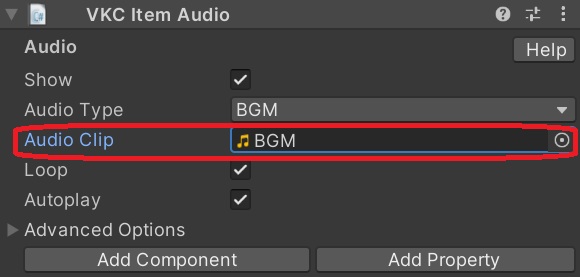 VKC Item Audio
Audio
Help
Show
Audio Type BGM
Audio Clip BGM
Loop
Autoplay
Advanced Options
Add Component Add Property